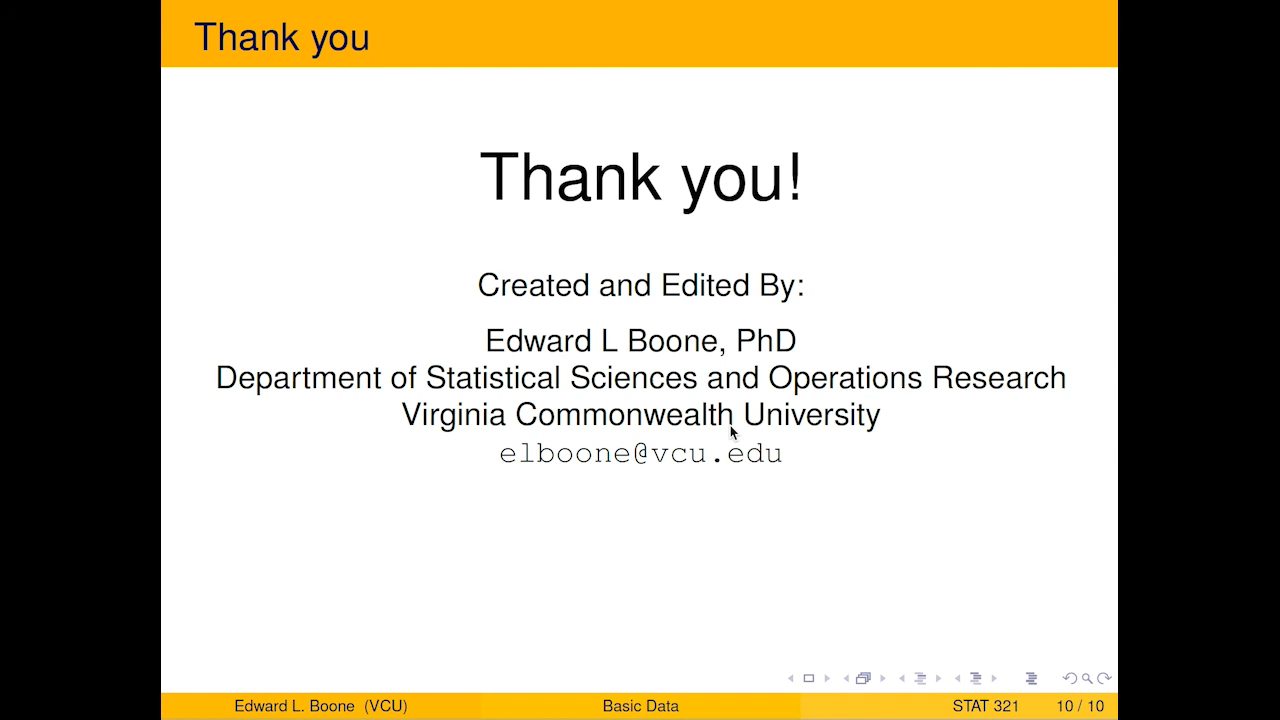 Thank you
Thank you!
Created and Edited By:
Edward L Boone, PhD
Department of Statistical Sciences and Operations Research
Virginia Commonwealth University
elboone@vcu.edu
Edward L. Boone (VCU) Basic Data STAT 321 10 / 10